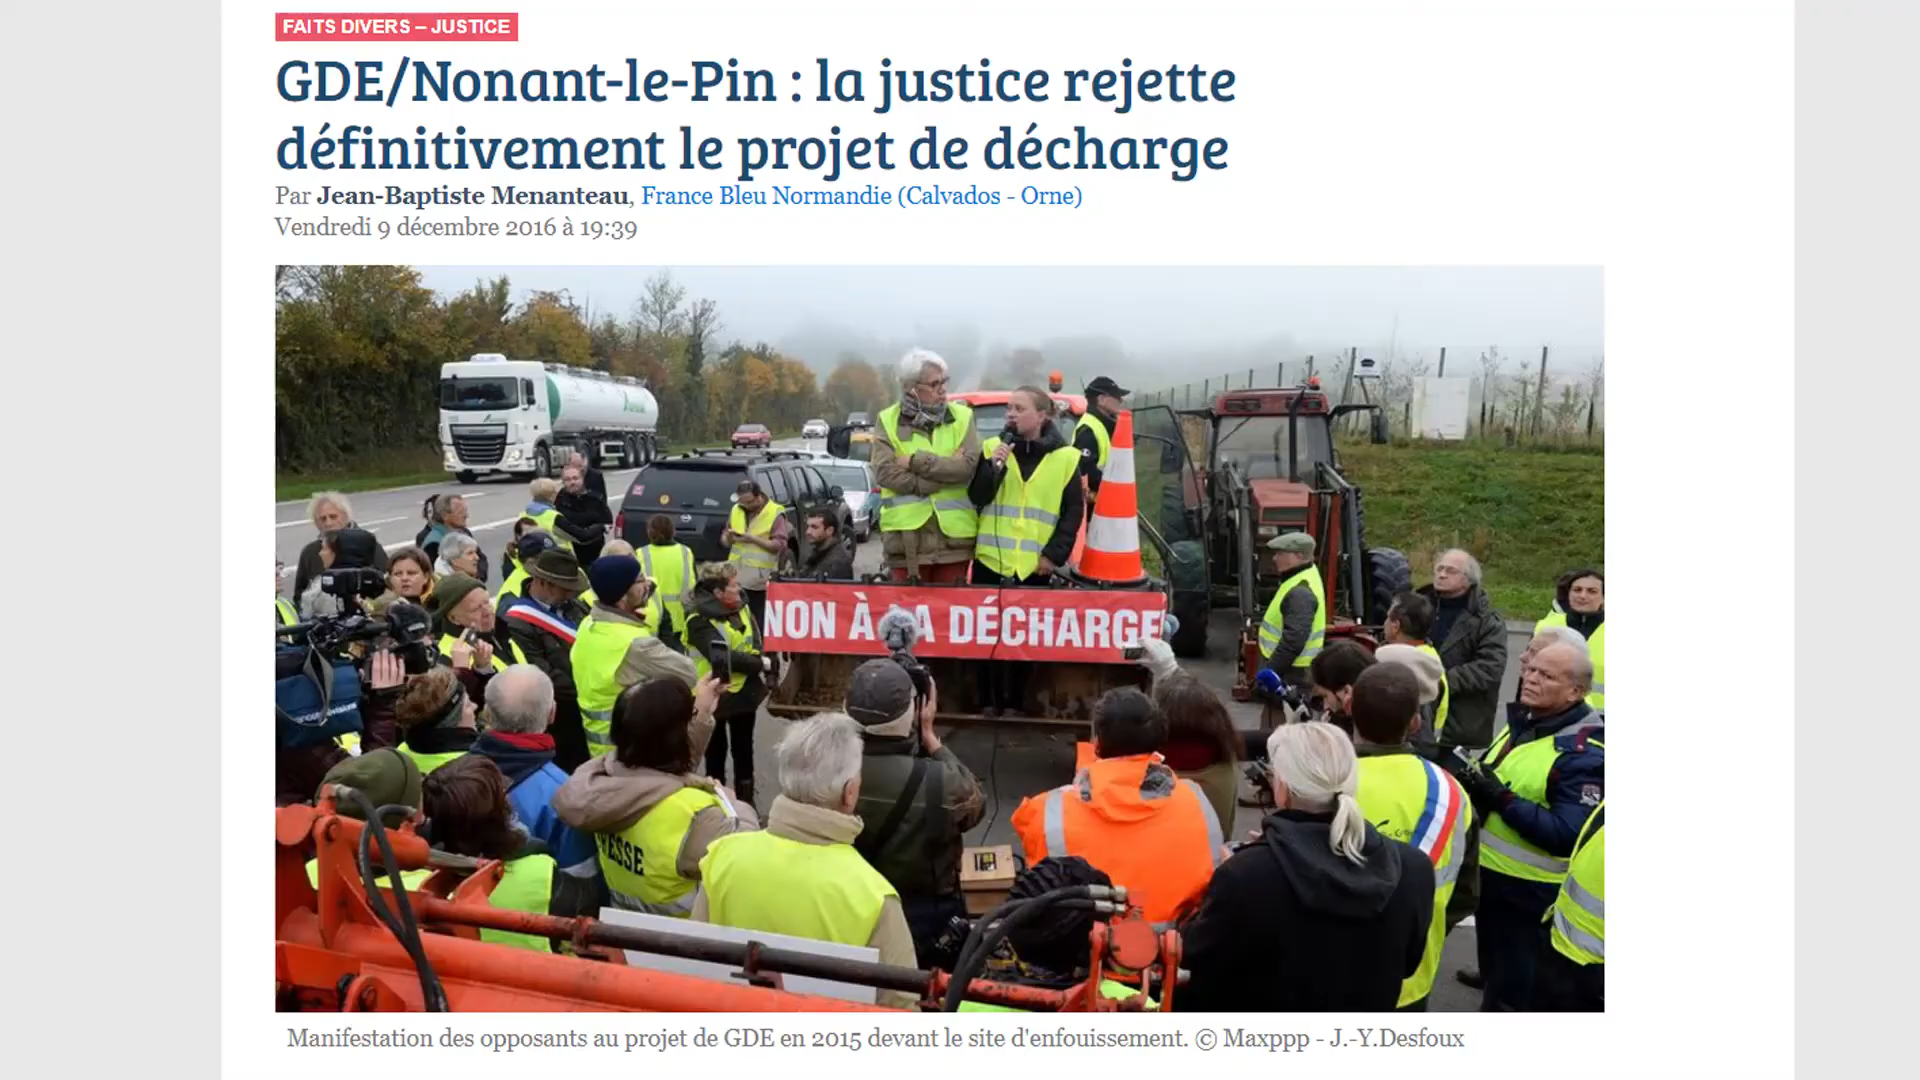 FAITS DIVERS – JUSTICE
GDE/Nonant-le-Pin : la justice rejette
définitivement le projet de décharge
Par Jean-Baptiste Menanteau, France Bleu Normandie (Calvados - Orne)
Vendredi 9 décembre 2016 à 19:39
NON À LA DÉCHARGE
RESSE
Manifestation des opposants au projet de GDE en 2015 devant le site d'enfouissement. © Maxppp - J.-Y.Desfoux